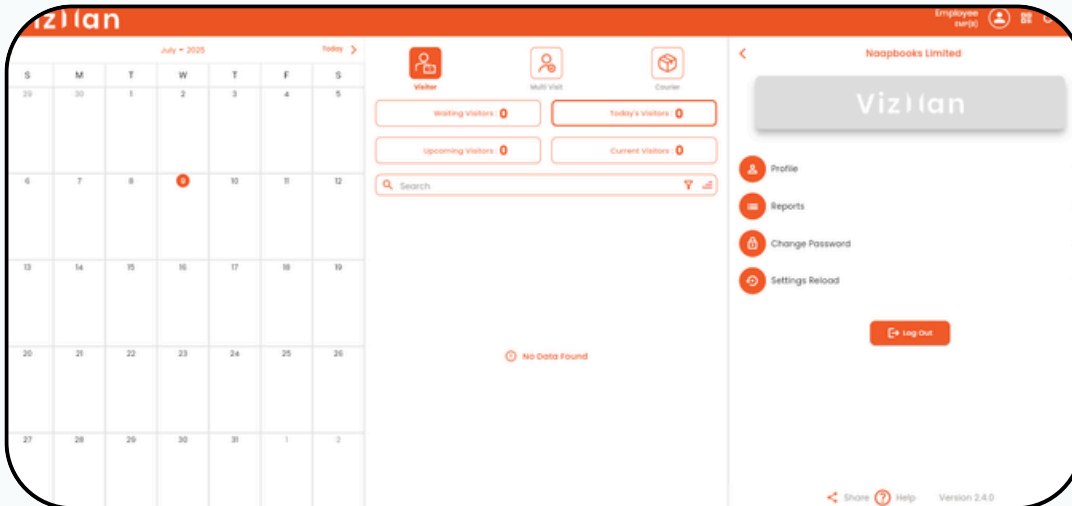 Viz)lan
Employee
EMP(X)
July 2025
Today
S M T W T F S
29 30 1 2 3 4 5
6 7 8 9 10 11 12
13 14 15 16 17 18 19
20 21 22 23 24 25 26
27 28 29 30 31 1 2
Visitor
Multi Visit
Courier
Waiting Visitors : 0
Today's Visitors : 0
Upcoming Visitors : 0
Current Visitors : 0
Search
No Data Found
Naapbooks Limited
Viz)lan
Profile
Reports
Change Password
Settings Reload
Log Out
Share
Help
Version 2.4.0